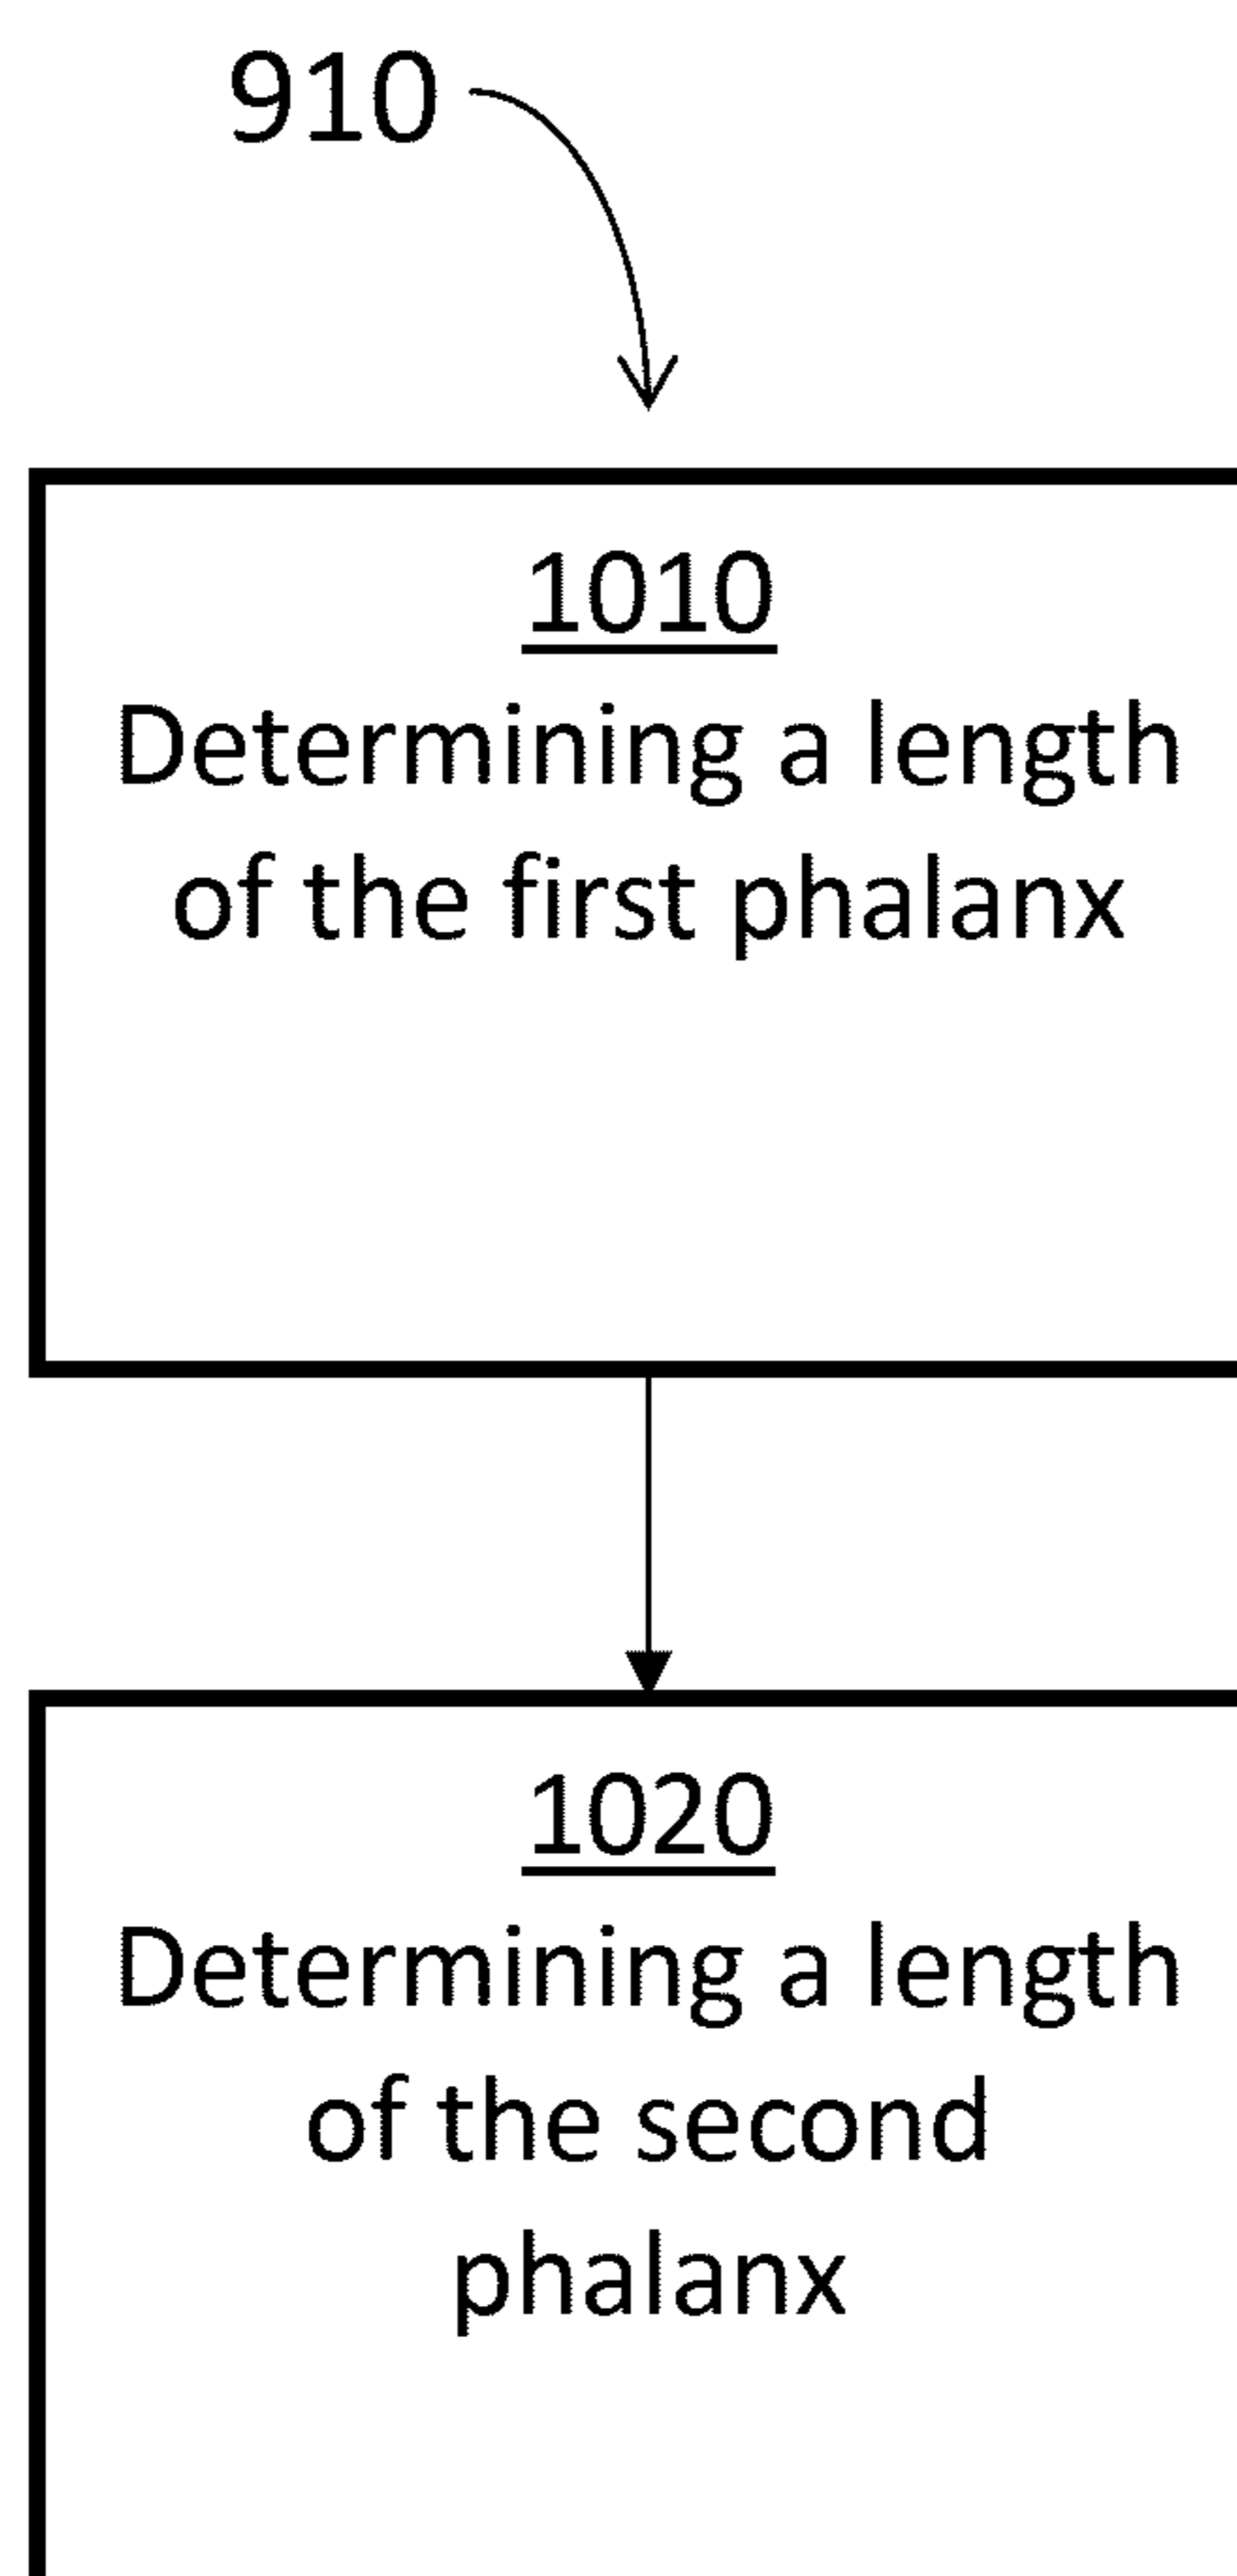 910
1010
Determining a length
of the first phalanx
1020
Determining a length
of the second
phalanx